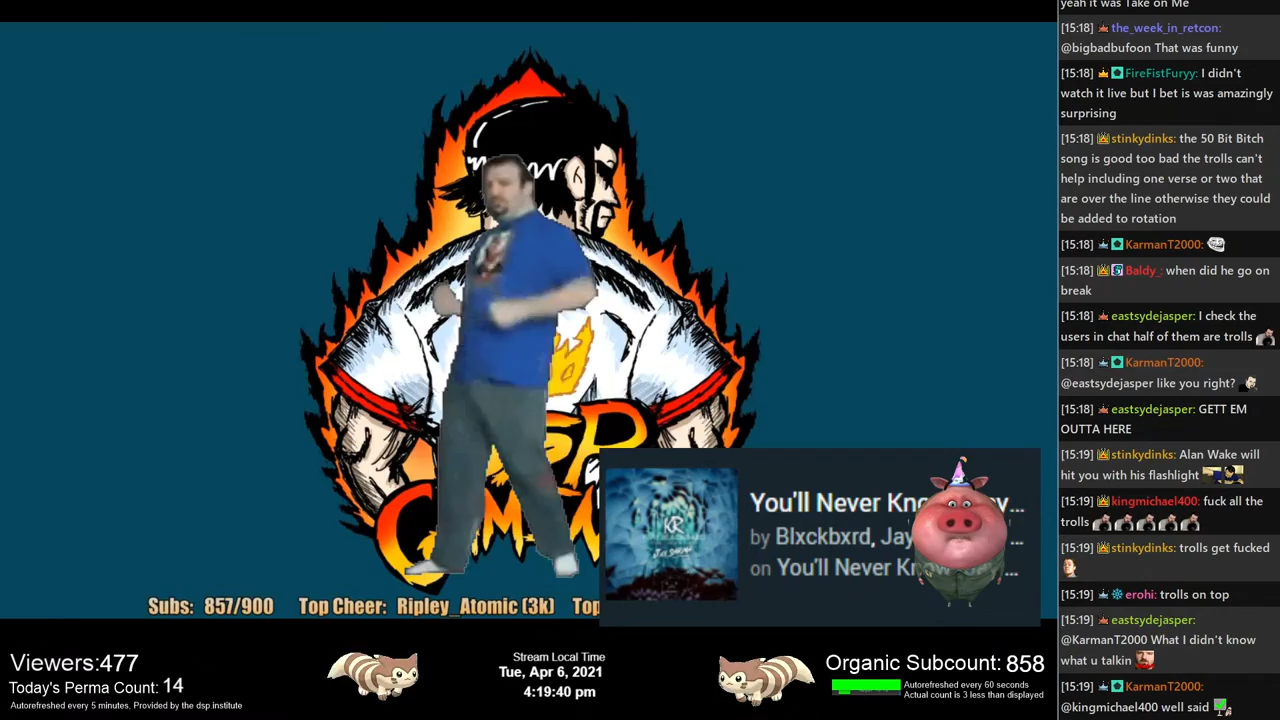 You'll Never Kn
by Blxckbxrd, Jay
on You'll Never Kn
KR
Subs: 857/900 Top Cheer: Ripley_Atomic (3k) Top
Viewers:477
Today's Perma Count: 14
Autorefreshed every 5 minutes. Provided by the dsp.institute
Stream Local Time
Tue, Apr 6, 2021
4:19:40 pm
Organic Subcount: 858
Autorefreshed every 60 seconds
Actual count is 3 less than displayed
yeah it was Take on Me
[15:18] the_week_in_retcon:
@bigbadbufoon That was funny
[15:18] FireFistFuryy: I didn't
watch it live but I bet is was amazingly
surprising
[15:18] stinkydinks: the 50 Bit Bitch
song is good too bad the trolls can't
help including one verse or two that
are over the line otherwise they could
be added to rotation
[15:18] KarmanT2000:
[15:18] Baldy_: when did he go on
break
[15:18] eastsydejasper: I check the
users in chat half of them are trolls
[15:18] KarmanT2000:
@eastsydejasper like you right?
[15:18] eastsydejasper: GETT EM
OUTTA HERE
[15:19] stinkydinks: Alan Wake will
hit you with his flashlight
[15:19] kingmichael400: fuck all the
trolls
[15:19] stinkydinks: trolls get fucked
[15:19] erohi: trolls on top
[15:19] eastsydejasper:
@KarmanT2000 What I didn't know
what u talkin
[15:19] KarmanT2000:
@kingmichael400 well said